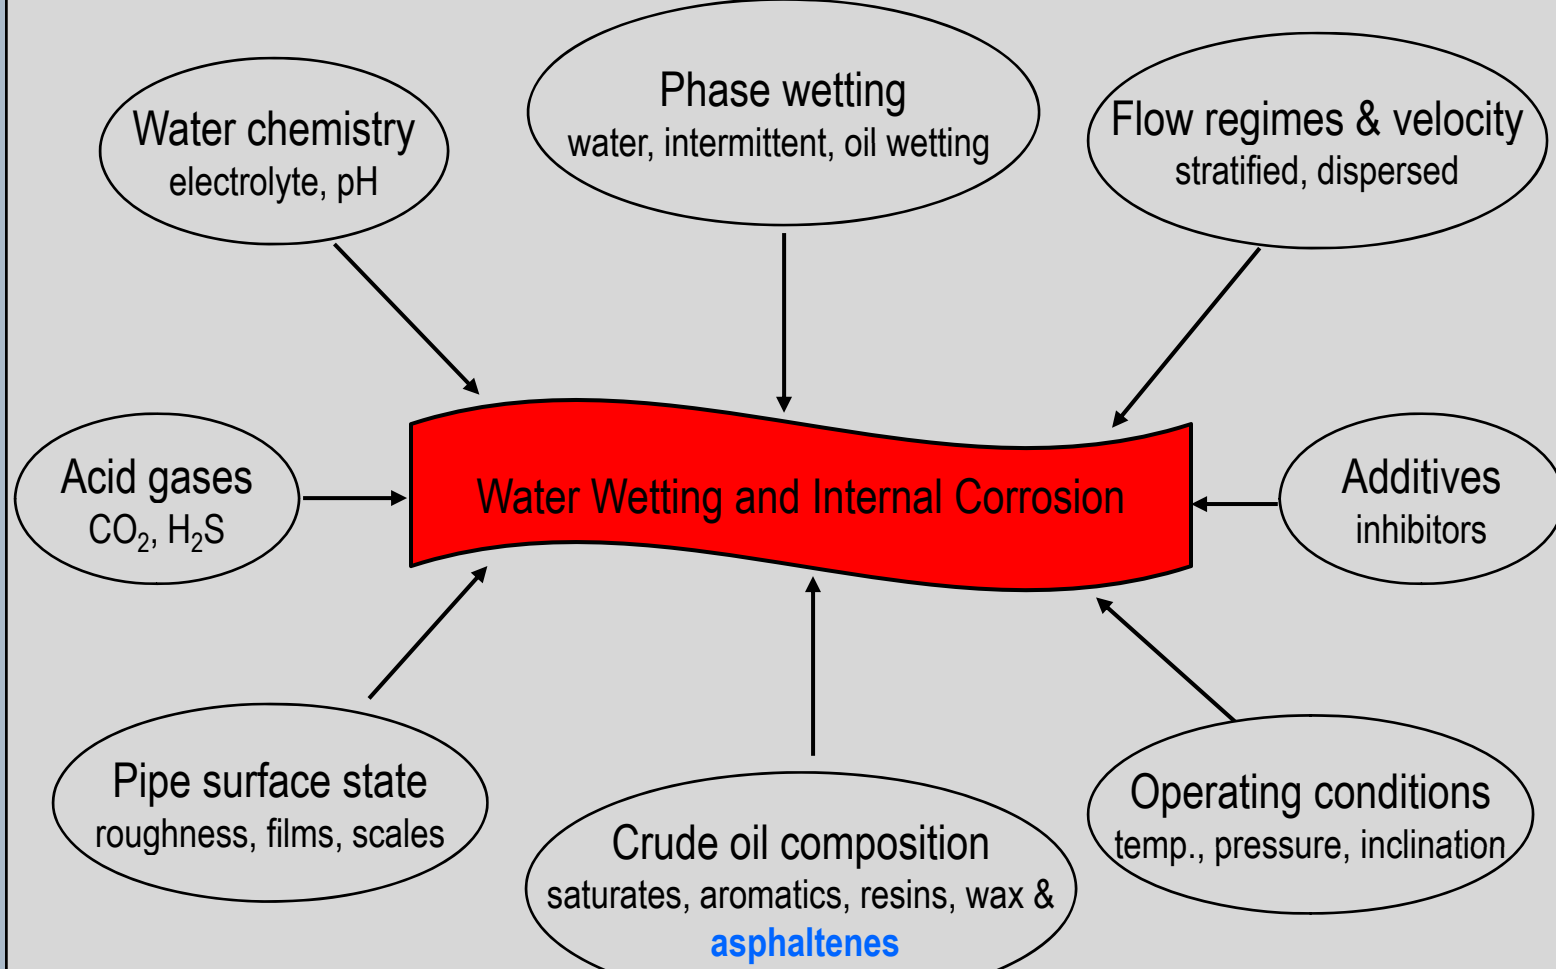 Water chemistry
electrolyte, pH
Phase wetting
water, intermittent, oil wetting
Flow regimes & velocity
stratified, dispersed
Acid gases
CO₂, H₂S
Water Wetting and Internal Corrosion
Additives
inhibitors
Pipe surface state
roughness, films, scales
Crude oil composition
saturates, aromatics, resins, wax &
asphaltenes
Operating conditions
temp., pressure, inclination